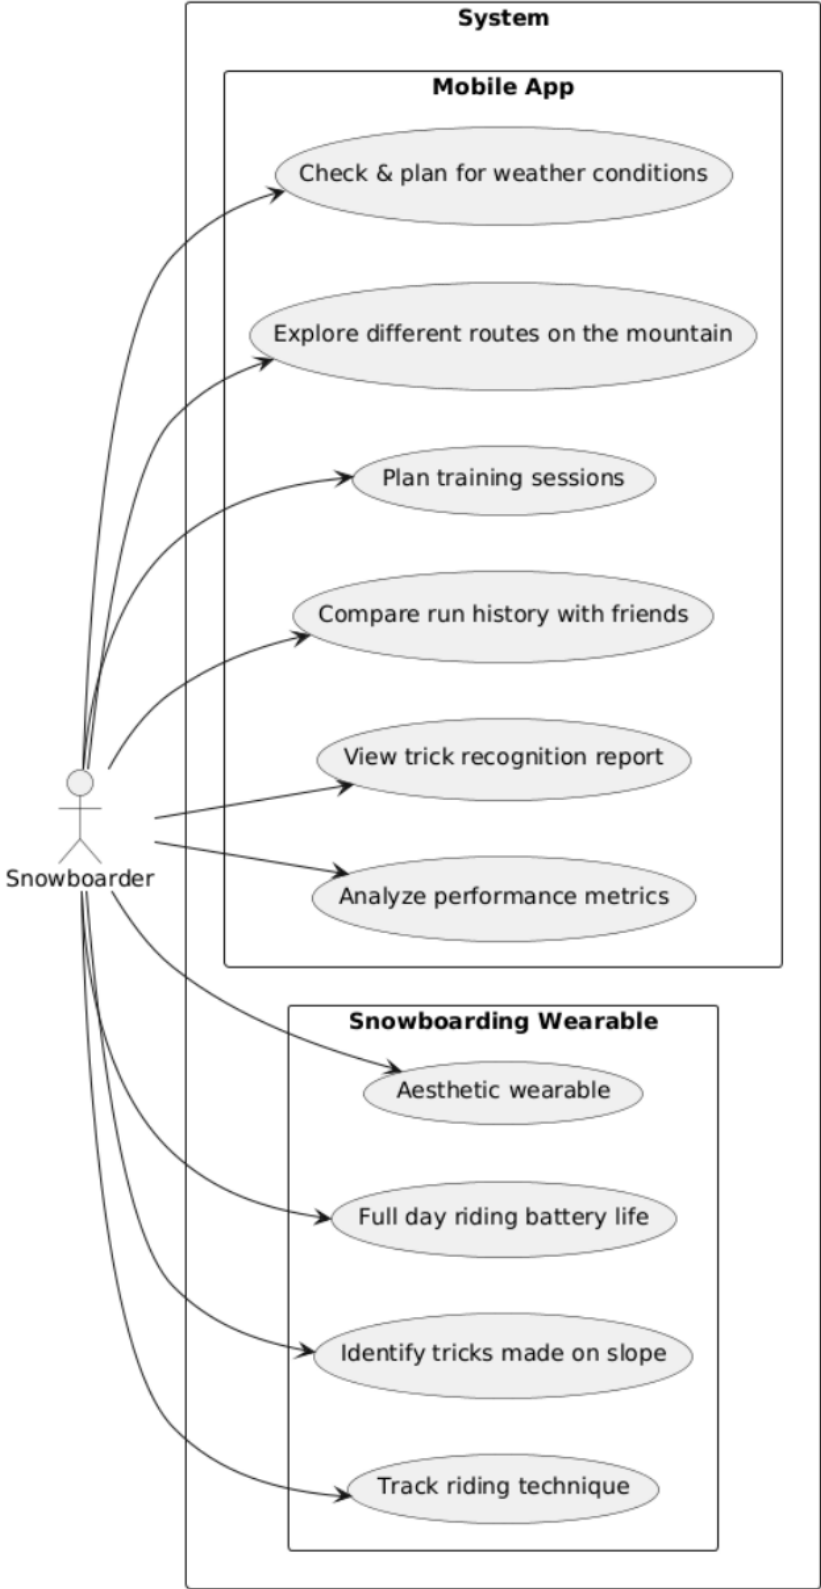 System
Mobile App
Check & plan for weather conditions
Explore different routes on the mountain
Plan training sessions
Compare run history with friends
View trick recognition report
Snowboarder
Analyze performance metrics
Snowboarding Wearable
Aesthetic wearable
Full day riding battery life
Identify tricks made on slope
Track riding technique